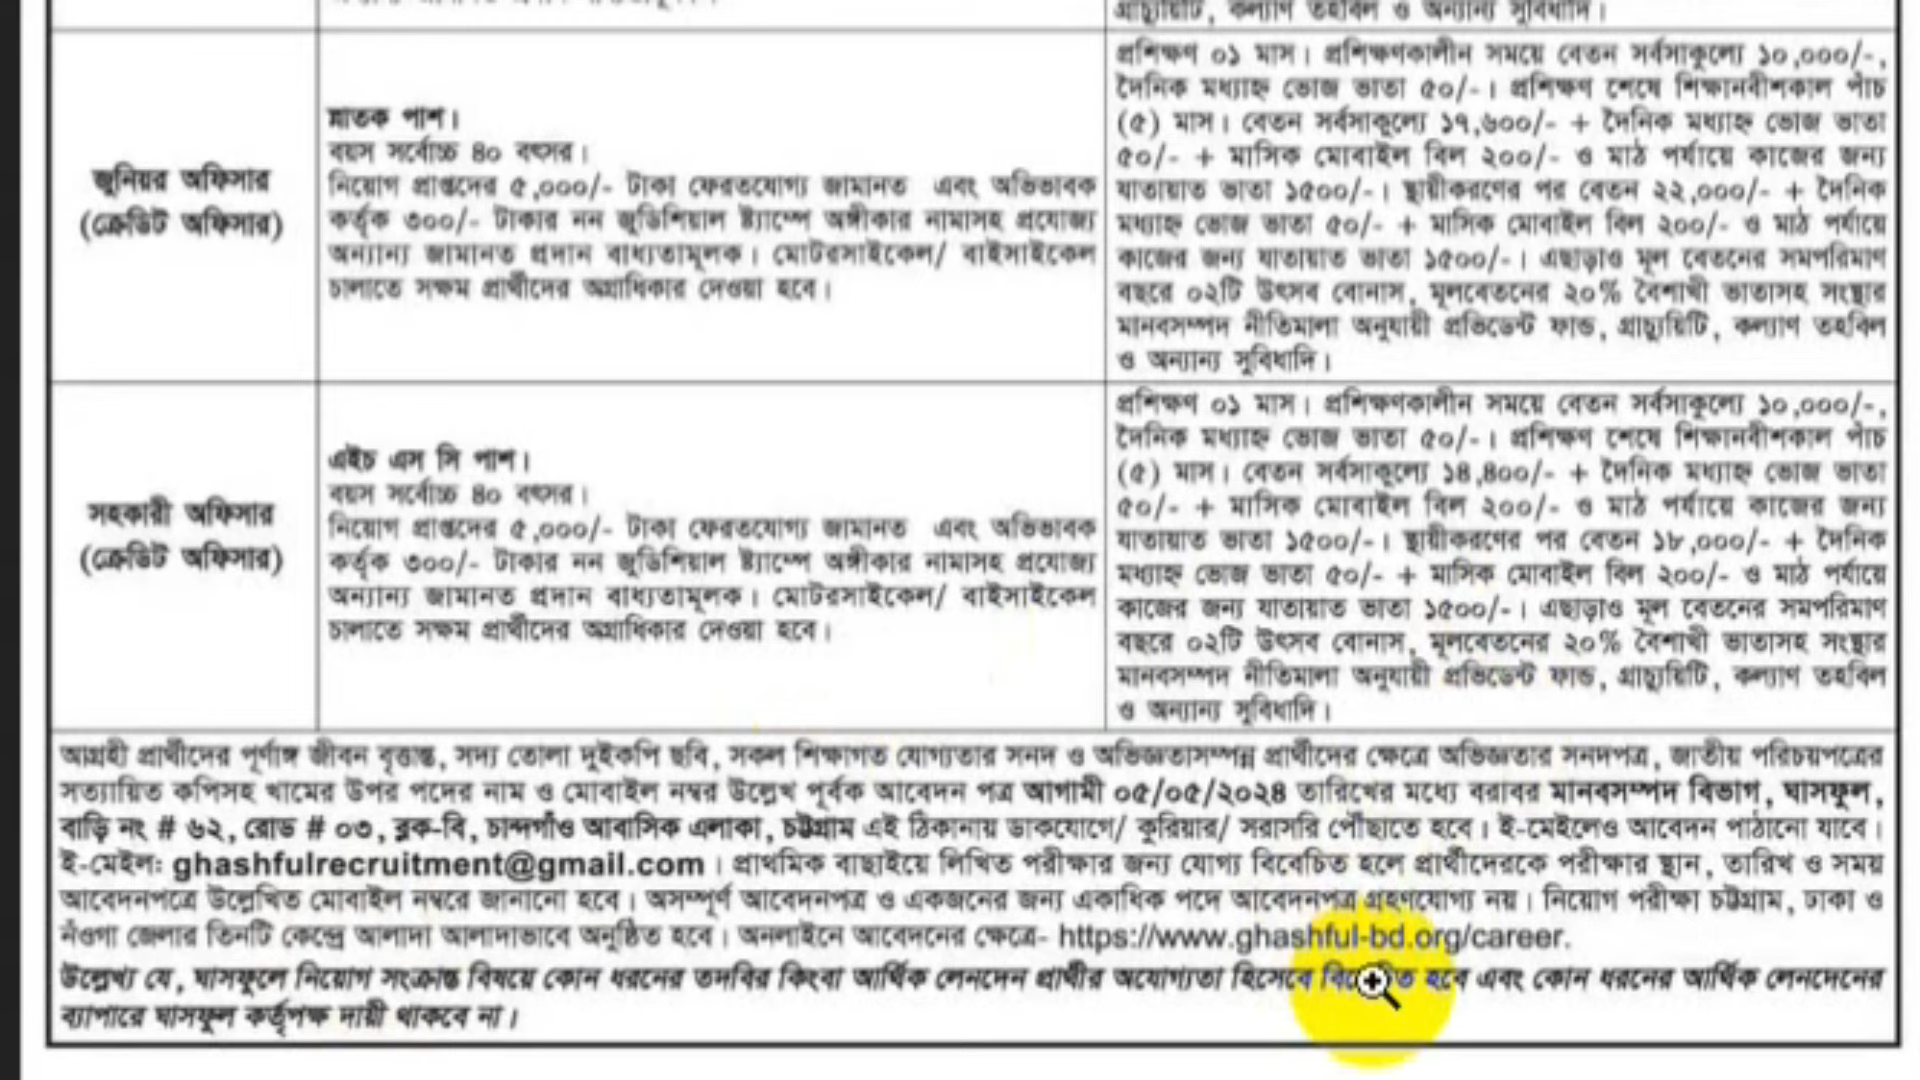 গ্রাচ্যুয়িটি, কল্যাণ তহবিল ও অন্যান্য সুবিধাদি।
জুনিয়র অফিসার
(ক্রেডিট অফিসার)
স্নাতক পাশ।
বয়স সর্বোচ্চ ৪০ বৎসর।
নিয়োগ প্রাপ্তদের ৫,০০০/- টাকা ফেরতযোগ্য জামানত এবং অভিভাবক
কর্তৃক ৩০০/- টাকার নন জুডিশিয়াল ষ্ট্যাম্পে অঙ্গীকার নামাসহ প্রযোজ্য
অন্যান্য জামানত প্রদান বাধ্যতামূলক। মোটরসাইকেল/ বাইসাইকেল
চালাতে সক্ষম প্রার্থীদের অগ্রাধিকার দেওয়া হবে।
প্রশিক্ষণ ০১ মাস। প্রশিক্ষণকালীন সময়ে বেতন সর্বসাকূল্যে ১০,০০০/-,
দৈনিক মধ্যাহ্ন ভোজ ভাতা ৫০/-। প্রশিক্ষণ শেষে শিক্ষানবীশকাল পাঁচ
(৫) মাস। বেতন সর্বসাকূল্যে ১৭,৬০০/- + দৈনিক মধ্যাহ্ন ভোজ ভাতা
৫০/- + মাসিক মোবাইল বিল ২০০/- ও মাঠ পর্যায়ে কাজের জন্য
যাতায়াত ভাতা ১৫০০/-। স্থায়ীকরণের পর বেতন ২২,০০০/- + দৈনিক
মধ্যাহ্ন ভোজ ভাতা ৫০/- + মাসিক মোবাইল বিল ২০০/- ও মাঠ পর্যায়ে
কাজের জন্য যাতায়াত ভাতা ১৫০০/-। এছাড়াও মূল বেতনের সমপরিমাণ
বছরে ০২টি উৎসব বোনাস, মূলবেতনের ২০% বৈশাখী ভাতাসহ সংস্থার
মানবসম্পদ নীতিমালা অনুযায়ী প্রভিডেন্ট ফান্ড, গ্রাচ্যুয়িটি, কল্যাণ তহবিল
ও অন্যান্য সুবিধাদি।
সহকারী অফিসার
(ক্রেডিট অফিসার)
এইচ এস সি পাশ।
বয়স সর্বোচ্চ ৪০ বৎসর।
নিয়োগ প্রাপ্তদের ৫,০০০/- টাকা ফেরতযোগ্য জামানত এবং অভিভাবক
কর্তৃক ৩০০/- টাকার নন জুডিশিয়াল ষ্ট্যাম্পে অঙ্গীকার নামাসহ প্রযোজ্য
অন্যান্য জামানত প্রদান বাধ্যতামূলক। মোটরসাইকেল/ বাইসাইকেল
চালাতে সক্ষম প্রার্থীদের অগ্রাধিকার দেওয়া হবে।
প্রশিক্ষণ ০১ মাস। প্রশিক্ষণকালীন সময়ে বেতন সর্বসাকূল্যে ১০,০০০/-,
দৈনিক মধ্যাহ্ন ভোজ ভাতা ৫০/-। প্রশিক্ষণ শেষে শিক্ষানবীশকাল পাঁচ
(৫) মাস। বেতন সর্বসাকূল্যে ১৪,৪০০/- + দৈনিক মধ্যাহ্ন ভোজ ভাতা
৫০/- + মাসিক মোবাইল বিল ২০০/- ও মাঠ পর্যায়ে কাজের জন্য
যাতায়াত ভাতা ১৫০০/-। স্থায়ীকরণের পর বেতন ১৮,০০০/- + দৈনিক
মধ্যাহ্ন ভোজ ভাতা ৫০/- + মাসিক মোবাইল বিল ২০০/- ও মাঠ পর্যায়ে
কাজের জন্য যাতায়াত ভাতা ১৫০০/-। এছাড়াও মূল বেতনের সমপরিমাণ
বছরে ০২টি উৎসব বোনাস, মূলবেতনের ২০% বৈশাখী ভাতাসহ সংস্থার
মানবসম্পদ নীতিমালা অনুযায়ী প্রভিডেন্ট ফান্ড, গ্রাচ্যুয়িটি, কল্যাণ তহবিল
ও অন্যান্য সুবিধাদি।
আগ্রহী প্রার্থীদের পূর্ণাঙ্গ জীবন বৃত্তান্ত, সদ্য তোলা দুইকপি ছবি, সকল শিক্ষাগত যোগ্যতার সনদ ও অভিজ্ঞতাসম্পন্ন প্রার্থীদের ক্ষেত্রে অভিজ্ঞতার সনদপত্র, জাতীয় পরিচয়পত্রের
সত্যায়িত কপিসহ খামের উপর পদের নাম ও মোবাইল নম্বর উল্লেখ পূর্বক আবেদন পত্র আগামী ০৫/০৫/২০২৪ তারিখের মধ্যে বরাবর মানবসম্পদ বিভাগ, ঘাসফুল,
বাড়ি নং # ৬২, রোড # ০৩, ব্লক-বি, চান্দগাঁও আবাসিক এলাকা, চট্টগ্রাম এই ঠিকানায় ডাকযোগে/ কুরিয়ার/ সরাসরি পৌঁছাতে হবে। ই-মেইলেও আবেদন পাঠানো যাবে।
ই-মেইল: ghashfulrecruitment@gmail.com । প্রাথমিক বাছাইয়ে লিখিত পরীক্ষার জন্য যোগ্য বিবেচিত হলে প্রার্থীদেরকে পরীক্ষার স্থান, তারিখ ও সময়
আবেদনপত্রে উল্লেখিত মোবাইল নম্বরে জানানো হবে। অসম্পূর্ণ আবেদনপত্র ও একজনের জন্য একাধিক পদে আবেদনপত্র গ্রহণযোগ্য নয়। নিয়োগ পরীক্ষা চট্টগ্রাম, ঢাকা ও
নঁওগা জেলার তিনটি কেন্দ্রে আলাদা আলাদাভাবে অনুষ্ঠিত হবে। অনলাইনে আবেদনের ক্ষেত্রে- https://www.ghashful-bd.org/career.
উল্লেখ্য যে, ঘাসফুলে নিয়োগ সংক্রান্ত বিষয়ে কোন ধরনের তদবির কিংবা আর্থিক লেনদেন প্রার্থীর অযোগ্যতা হিসেবে বিবেচিত হবে এবং কোন ধরনের আর্থিক লেনদেনের
ব্যাপারে ঘাসফুল কর্তৃপক্ষ দায়ী থাকবে না।